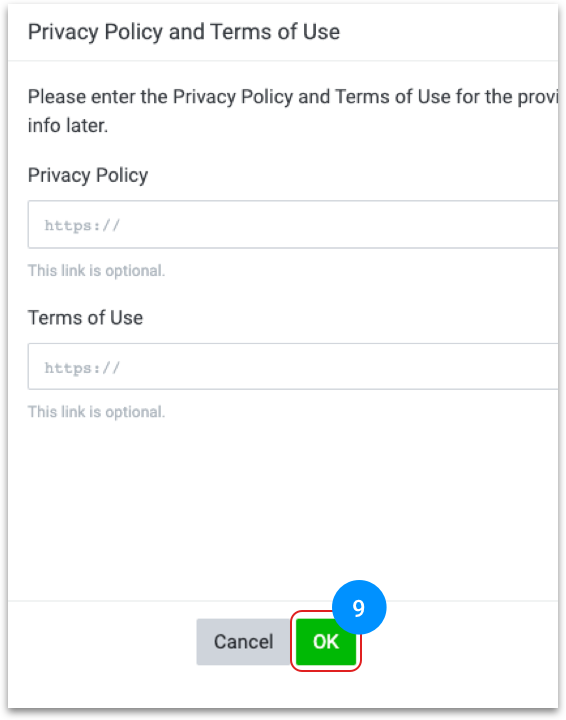 Privacy Policy and Terms of Use
Please enter the Privacy Policy and Terms of Use for the provi
info later.
Privacy Policy
https://
This link is optional.
Terms of Use
https://
This link is optional.
9
Cancel
OK